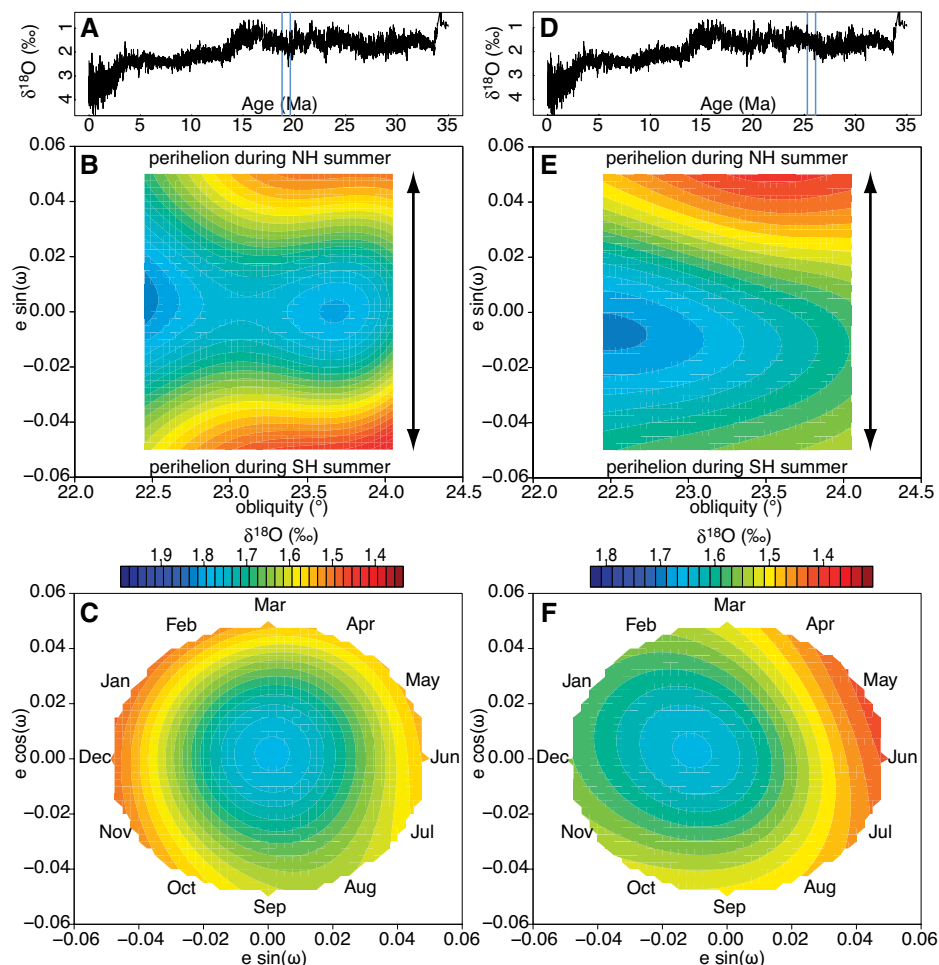 A
δ18O (‰)
1
2
3
4
Age (Ma)
0 5 10 15 20 25 30 35
D
δ18O (‰)
1
2
3
4
Age (Ma)
0 5 10 15 20 25 30 35
B
perihelion during NH summer
e sin(ω)
0.06
0.04
0.02
0.00
−0.02
−0.04
−0.06
perihelion during SH summer
22.0 22.5 23.0 23.5 24.0 24.5
obliquity (°)
E
perihelion during NH summer
e sin(ω)
0.06
0.04
0.02
0.00
−0.02
−0.04
−0.06
perihelion during SH summer
22.0 22.5 23.0 23.5 24.0 24.5
obliquity (°)
δ18O (‰)
1.9 1.8 1.7 1.6 1.5 1.4
δ18O (‰)
1.8 1.7 1.6 1.5 1.4
C
e cos(ω)
0.06
0.04
0.02
0.00
−0.02
−0.04
−0.06
Mar
Feb Apr
Jan May
Dec Jun
Nov Jul
Oct Aug
Sep
−0.06 −0.04 −0.02 0.00 0.02 0.04 0.06
e sin(ω)
F
e cos(ω)
0.06
0.04
0.02
0.00
−0.02
−0.04
−0.06
Mar
Feb Apr
Jan May
Dec Jun
Nov Jul
Oct Aug
Sep
−0.06 −0.04 −0.02 0.00 0.02 0.04 0.06
e sin(ω)